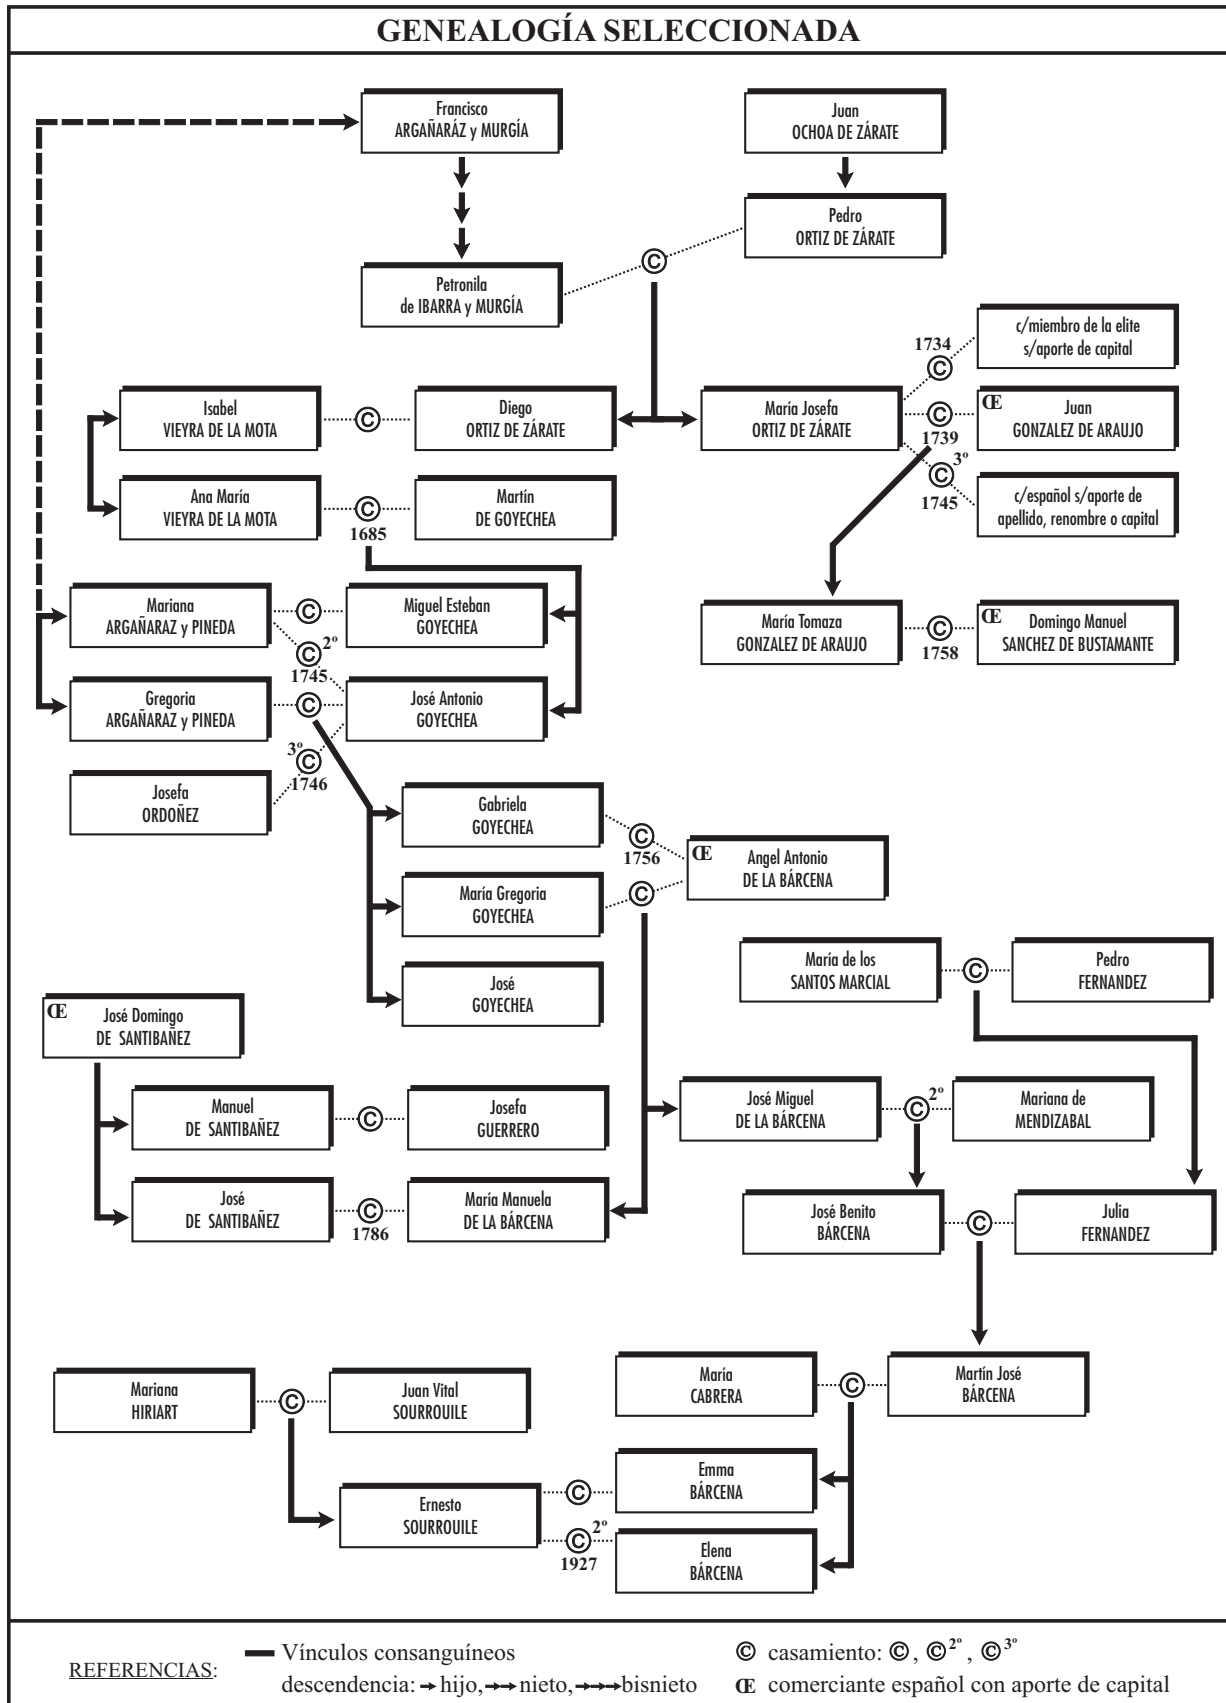 GENEALOGÍA SELECCIONADA
Francisco
ARGAÑARÁZ y MURGÍA
Juan
OCHOA DE ZÁRATE
Pedro
ORTIZ DE ZÁRATE
©
Petronila
de IBARRA y MURGÍA
c/miembro de la elite
s/aporte de capital
1734
©
Isabel
VIEYRA DE LA MOTA
©
Diego
ORTIZ DE ZÁRATE
María Josefa
ORTIZ DE ZÁRATE
©
1739
Œ Juan
GONZALEZ DE ARAUJO
3º
©
1745
c/español s/aporte de
apellido, renombre o capital
Ana María
VIEYRA DE LA MOTA
©
1685
Martín
DE GOYECHEA
Mariana
ARGAÑARAZ y PINEDA
©
Miguel Esteban
GOYECHEA
© 2º
1745
María Tomaza
GONZALEZ DE ARAUJO
©
1758
Œ Domingo Manuel
SANCHEZ DE BUSTAMANTE
Gregoria
ARGAÑARAZ y PINEDA
©
José Antonio
GOYECHEA
3º
©
1746
Josefa
ORDOÑEZ
Gabriela
GOYECHEA
©
1756
Œ Angel Antonio
DE LA BÁRCENA
María Gregoria
GOYECHEA
©
María de los
SANTOS MARCIAL
©
Pedro
FERNANDEZ
José
GOYECHEA
Œ José Domingo
DE SANTIBAÑEZ
Manuel
DE SANTIBAÑEZ
©
Josefa
GUERRERO
José Miguel
DE LA BÁRCENA
© 2º
Mariana de
MENDIZABAL
José
DE SANTIBAÑEZ
©
1786
María Manuela
DE LA BÁRCENA
José Benito
BÁRCENA
©
Julia
FERNANDEZ
Mariana
HIRIART
©
Juan Vital
SOURROUILE
María
CABRERA
©
Martín José
BÁRCENA
Ernesto
SOURROUILE
©
Emma
BÁRCENA
© 2º
1927
Elena
BÁRCENA
REFERENCIAS:
Vínculos consanguíneos
descendencia: → hijo, →→ nieto, →→→ bisnieto
© casamiento: ©, © 2º, © 3º
Œ comerciante español con aporte de capital